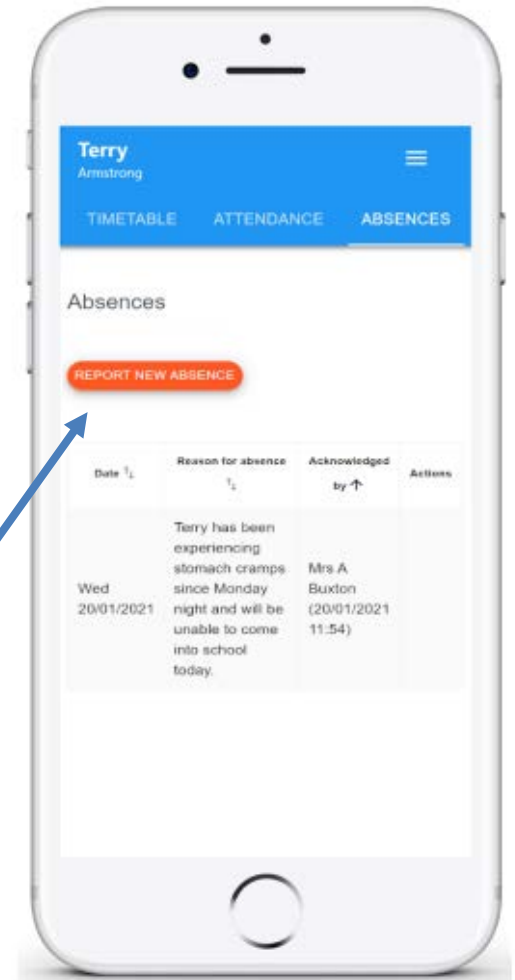 Terry
Armstrong
TIMETABLE ATTENDANCE ABSENCES
Absences
REPORT NEW ABSENCE
Date Reason for absence Acknowledged by Actions
Wed
20/01/2021
Terry has been
experiencing
stomach cramps
since Monday
night and will be
unable to come
into school
today.
Mrs A
Buxton
(20/01/2021
11:54)